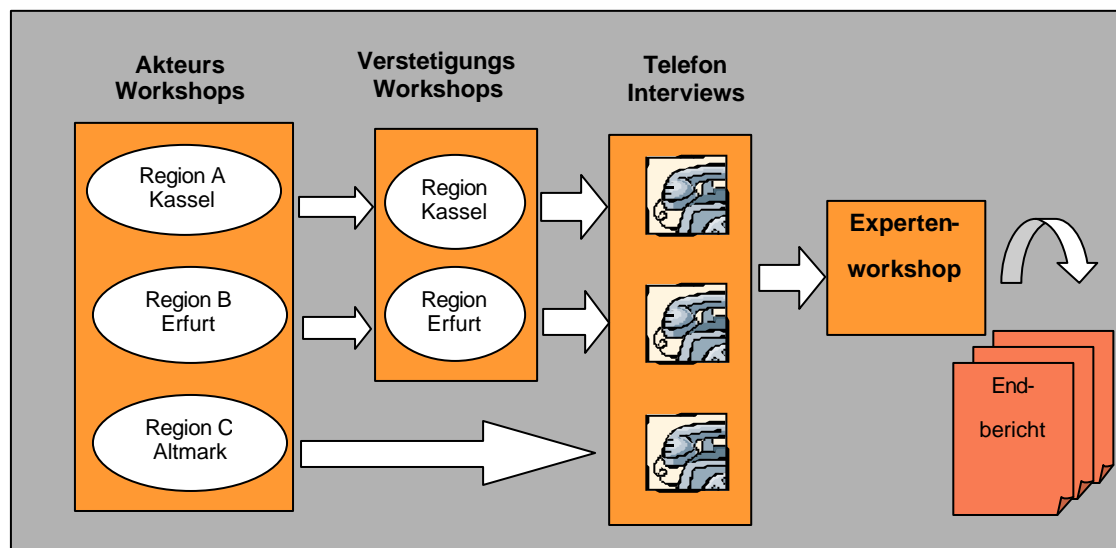 Akteurs
Workshops
Verstetigungs
Workshops
Telefon
Interviews
Region A
Kassel
Region
Kassel
Region B
Erfurt
Region
Erfurt
Region C
Altmark
Experten-
workshop
End-
bericht